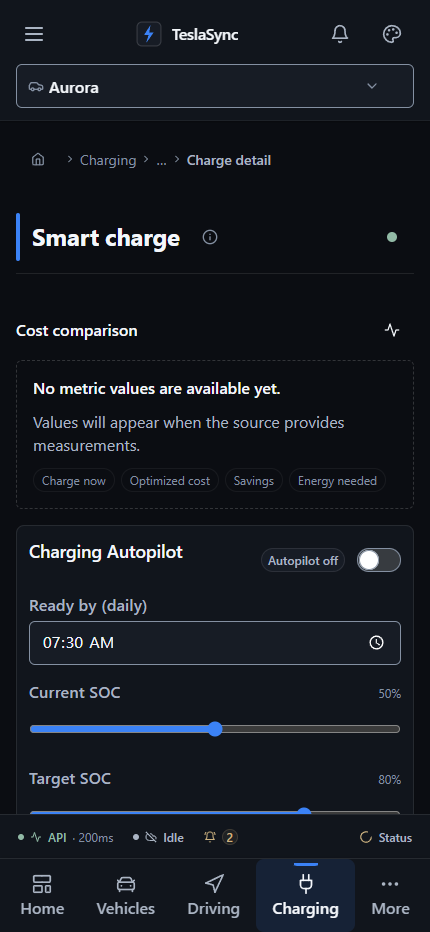 TeslaSync
Aurora
Charging
...
Charge detail
Smart charge
Cost comparison
No metric values are available yet.
Values will appear when the source provides
measurements.
Charge now
Optimized cost
Savings
Energy needed
Charging Autopilot
Autopilot off
Ready by (daily)
07:30 AM
Current SOC
50%
Target SOC
80%
API · 200ms
Idle
2
Status
Home
Vehicles
Driving
Charging
More